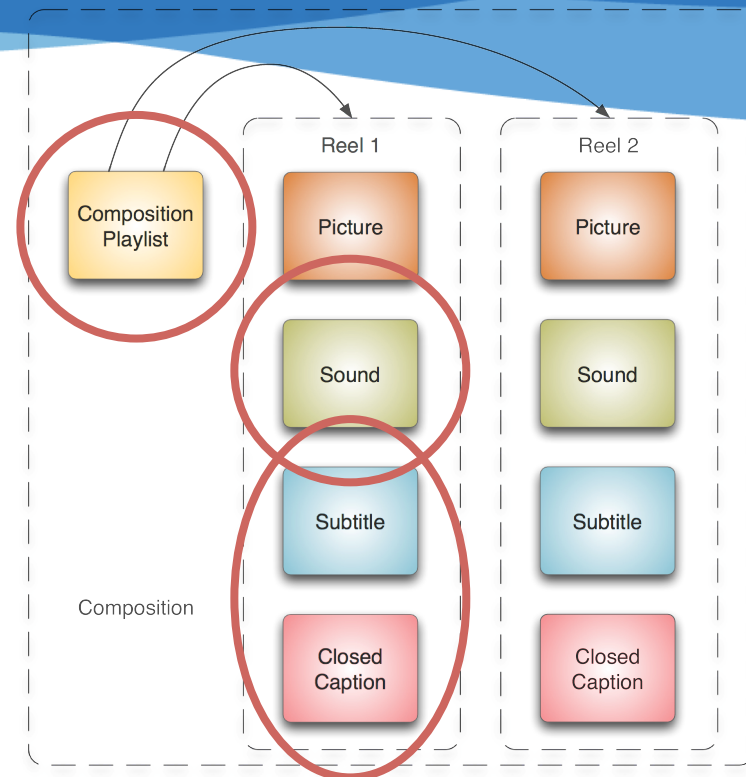 Reel 1
Reel 2
Composition
Playlist
Picture
Picture
Sound
Sound
Subtitle
Subtitle
Composition
Closed
Caption
Closed
Caption